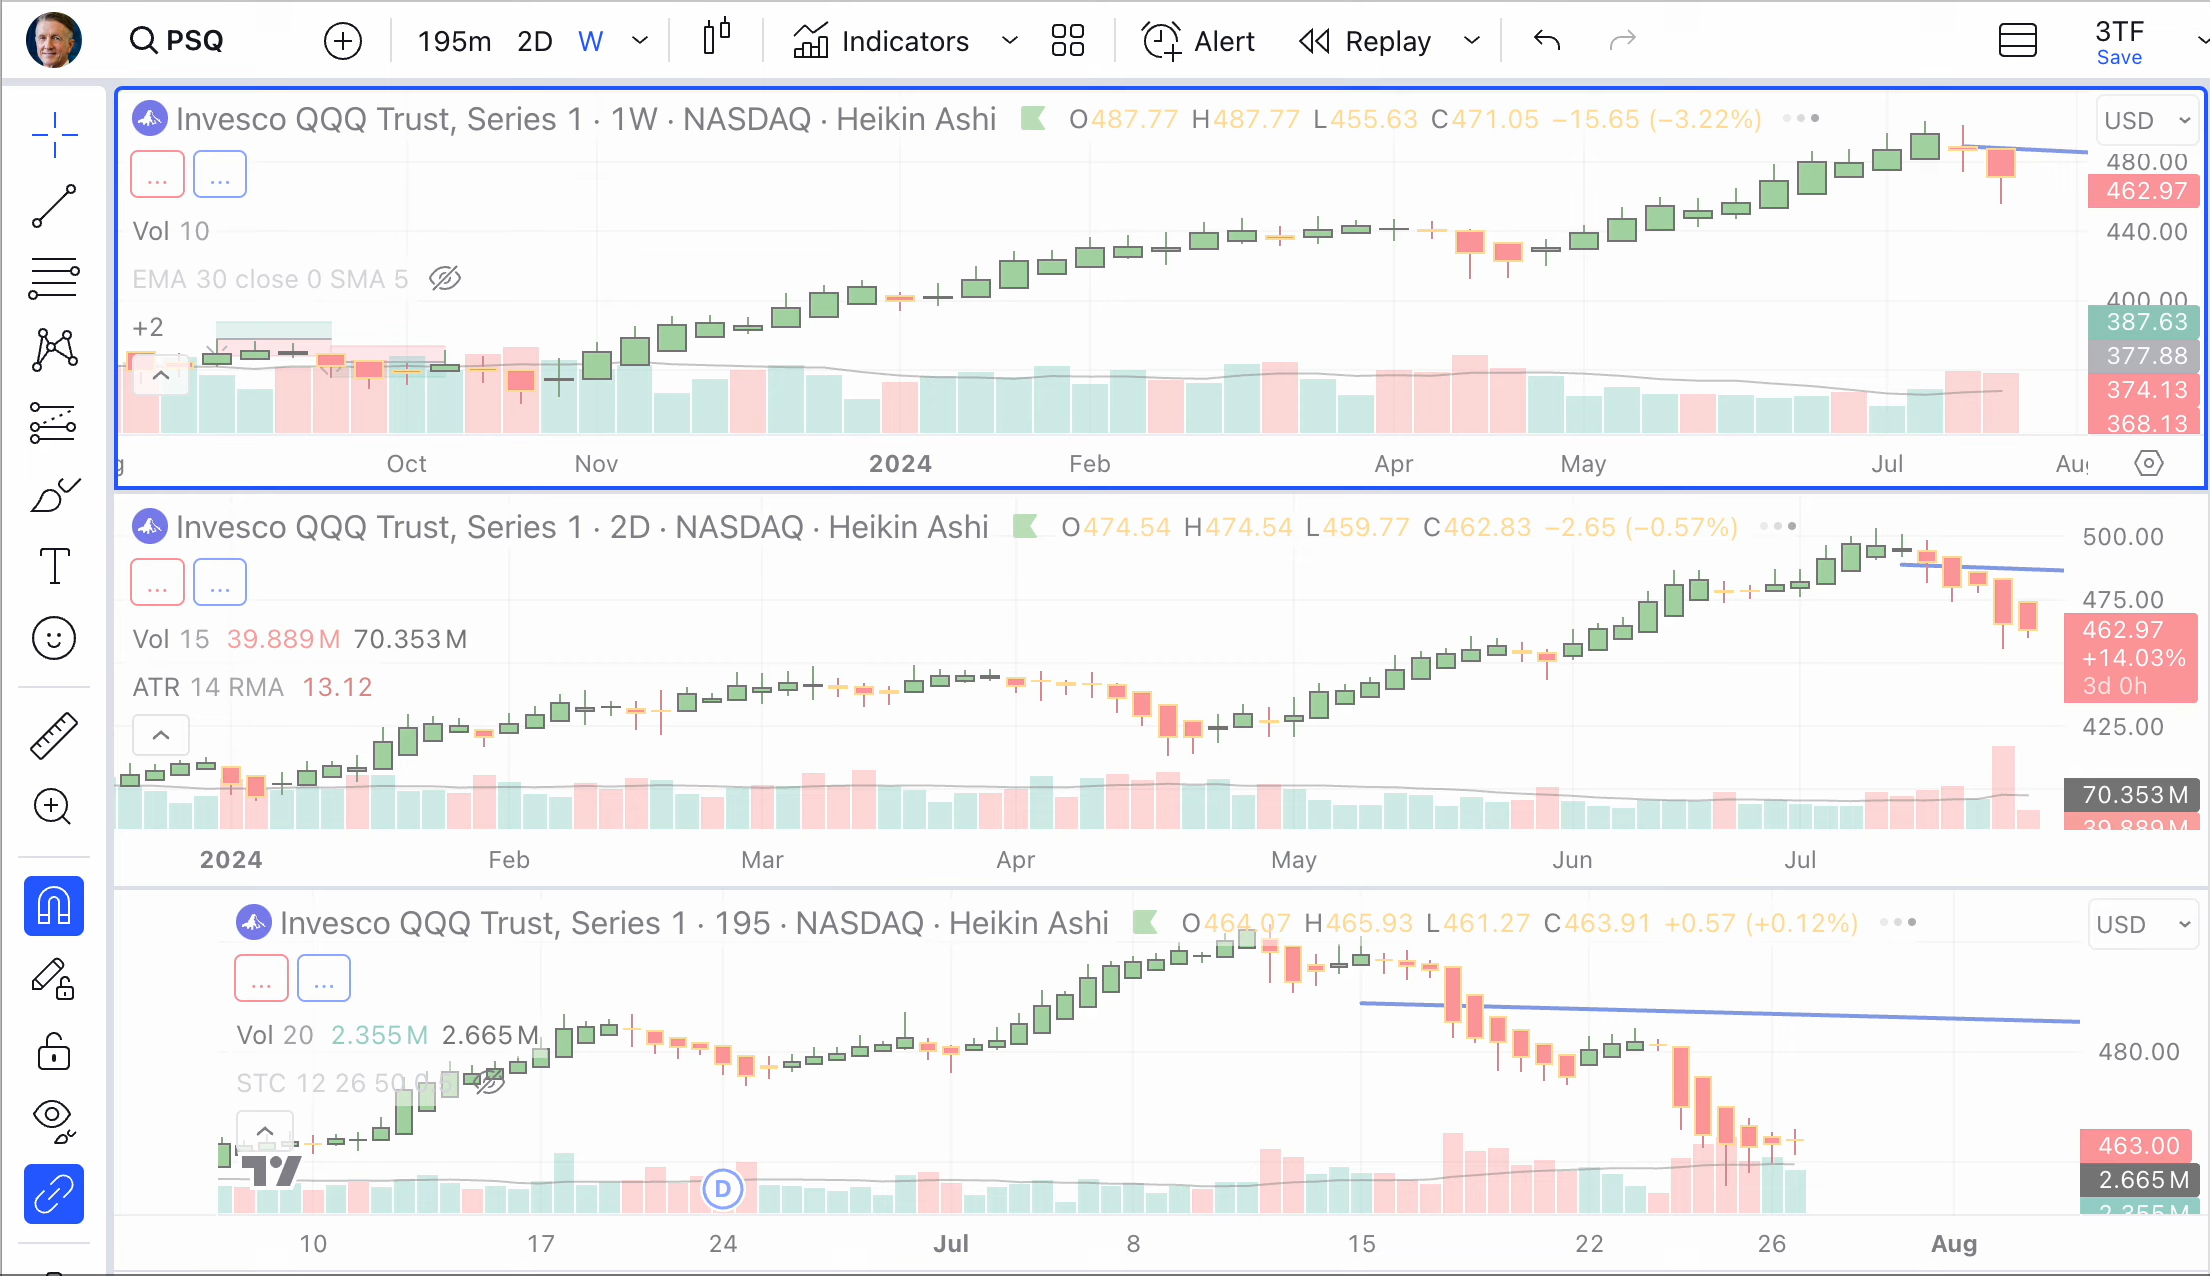 PSQ 195m 2D W Indicators Alert Replay 3TF
Save
Invesco QQQ Trust, Series 1 · 1W · NASDAQ · Heikin Ashi O487.77 H487.77 L455.63 C471.05 −15.65 (−3.22%)
USD
... ...
480.00
462.97
Vol 10
440.00
EMA 30 close 0 SMA 5
400.00
+2
387.63
377.88
374.13
368.13
Oct Nov 2024 Feb Apr May Jul
Invesco QQQ Trust, Series 1 · 2D · NASDAQ · Heikin Ashi O474.54 H474.54 L459.77 C462.83 −2.65 (−0.57%)
500.00
... ...
475.00
Vol 15 39.889M 70.353M
462.97
+14.03%
ATR 14 RMA 13.12
3d 0h
425.00
70.353M
39.889M
2024 Feb Mar Apr May Jun Jul
Invesco QQQ Trust, Series 1 · 195 · NASDAQ · Heikin Ashi O464.07 H465.93 L461.27 C463.91 +0.57 (+0.12%)
USD
... ...
Vol 20 2.355M 2.665M
480.00
STC 12 26 50 0.5
463.00
2.665M
D
2.355M
10 17 24 Jul 8 15 22 26 Aug